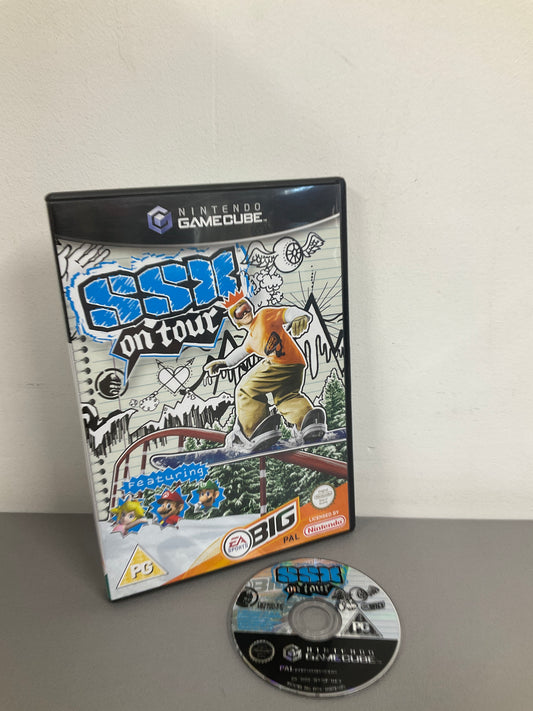 NINTENDO
GAMECUBE
SSX
on tour
Featuring
PG
EA
SPORTS
BIG
PAL
LICENSED BY
Nintendo
SSX
on tour
PG
NINTENDO
GAMECUBE
PAL